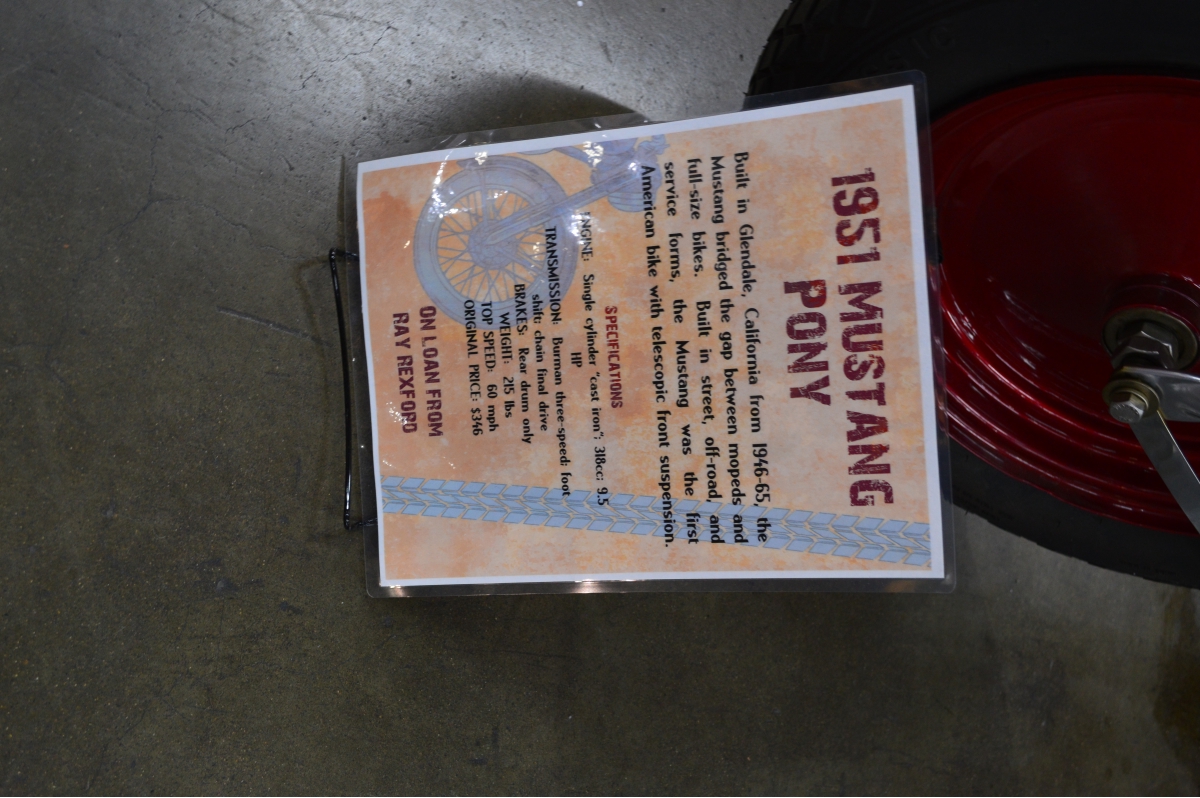 1951 MUSTANG
PONY
Built in Glendale, California from 1946-65, the
Mustang bridged the gap between mopeds and
full-size bikes. Built in street, off-road, and
service forms, the Mustang was the first
American bike with telescopic front suspension.
SPECIFICATIONS
ENGINE: Single cylinder "cast iron"; 318cc; 9.5
HP
TRANSMISSION: Burman three-speed; foot
shift; chain final drive
BRAKES: Rear drum only
WEIGHT: 215 lbs
TOP SPEED: 60 mph
ORIGINAL PRICE: $346
ON LOAN FROM
RAY REXFORD